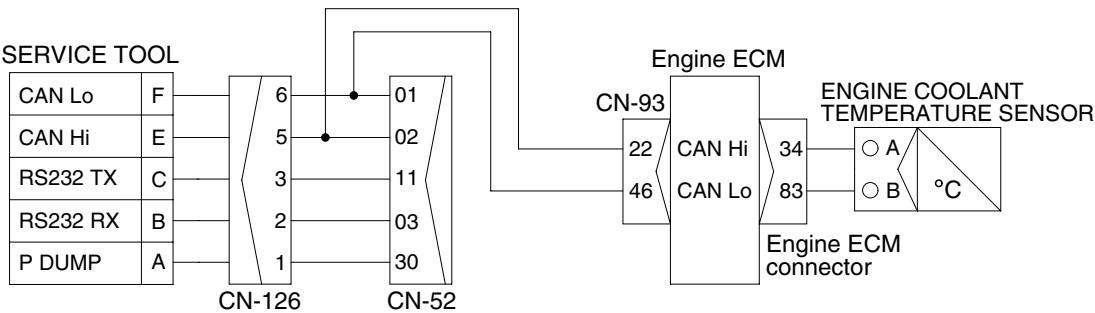 SERVICE TOOL
CAN Lo F 6 01
CAN Hi E 5 02
RS232 TX C 3 11
RS232 RX B 2 03
P DUMP A 1 30
CN-126 CN-52
Engine ECM
CN-93
22 CAN Hi 34
46 CAN Lo 83
Engine ECM
connector
ENGINE COOLANT
TEMPERATURE SENSOR
A
B
°C